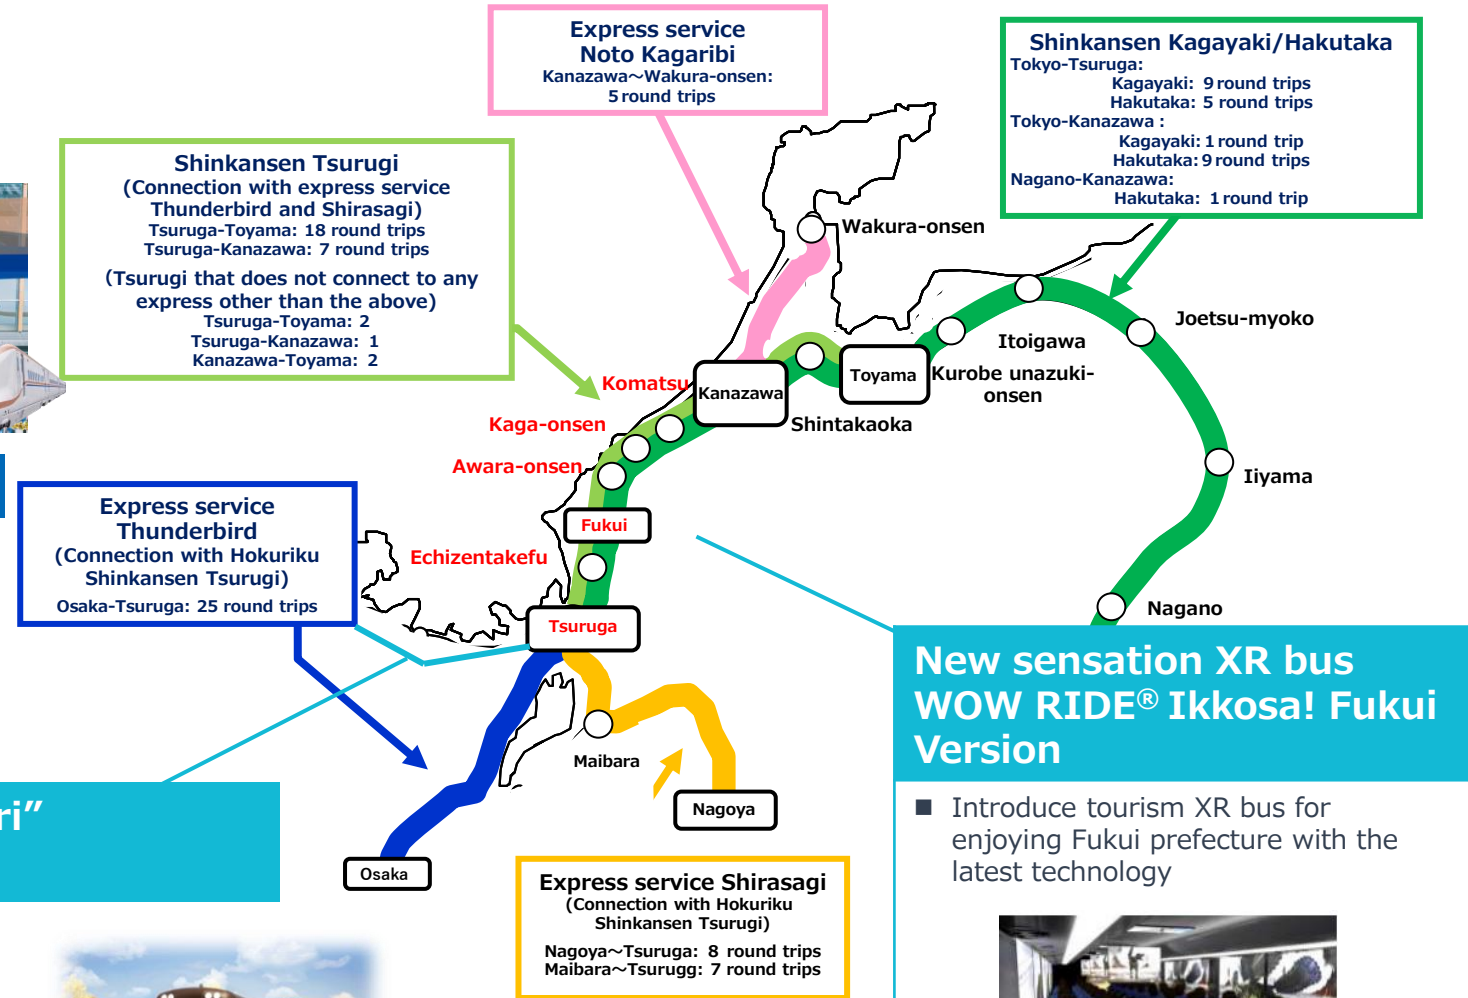 Express service
Noto Kagaribi
Kanazawa～Wakura-onsen:
5 round trips
Shinkansen Kagayaki/Hakutaka
Tokyo-Tsuruga:
Kagayaki: 9 round trips
Hakutaka: 5 round trips
Tokyo-Kanazawa :
Kagayaki: 1 round trip
Hakutaka: 9 round trips
Nagano-Kanazawa:
Hakutaka: 1 round trip
Shinkansen Tsurugi
(Connection with express service
Thunderbird and Shirasagi)
Tsuruga-Toyama: 18 round trips
Tsuruga-Kanazawa: 7 round trips
(Tsurugi that does not connect to any
express other than the above)
Tsuruga-Toyama: 2
Tsuruga-Kanazawa: 1
Kanazawa-Toyama: 2
Wakura-onsen
Joetsu-myoko
Itoigawa
Kurobe unazuki-
onsen
Toyama
Kanazawa
Shintakaoka
Komatsu
Kaga-onsen
Awara-onsen
Iiyama
Fukui
Echizentakefu
Nagano
Tsuruga
Express service
Thunderbird
(Connection with Hokuriku
Shinkansen Tsurugi)
Osaka-Tsuruga: 25 round trips
Maibara
Nagoya
Osaka
Express service Shirasagi
(Connection with Hokuriku
Shinkansen Tsurugi)
Nagoya～Tsuruga: 8 round trips
Maibara～Tsurugg: 7 round trips
ri”
New sensation XR bus
WOW RIDE® Ikkosa! Fukui
Version
■ Introduce tourism XR bus for
enjoying Fukui prefecture with the
latest technology